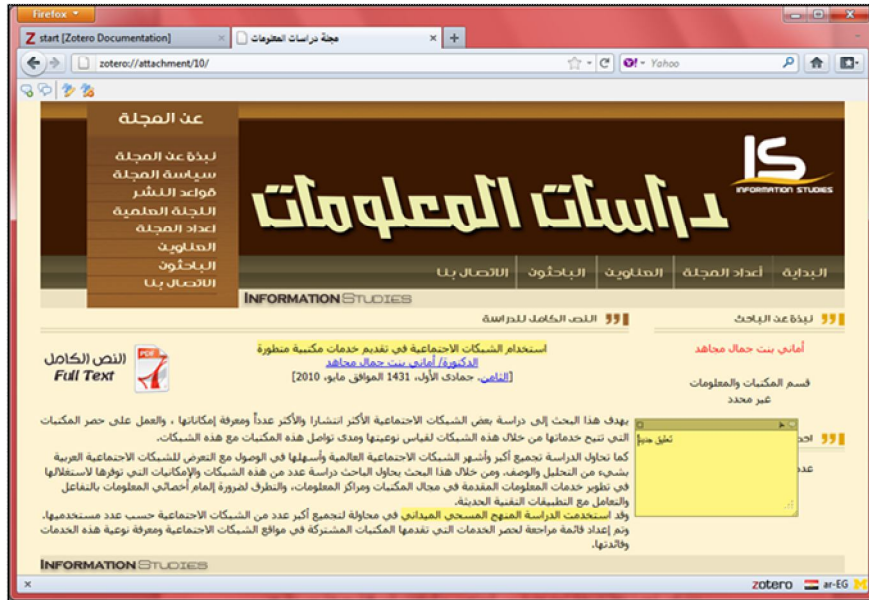 Firefox
start [Zotero Documentation]
مجلة دراسات المعلومات
zotero://attachment/10/
Yahoo
عن المجلة
نبذة عن المجلة
سياسة المجلة
قواعد النشر
اللجنة العلمية
أعداد المجلة
العناوين
الباحثون
الاتصال بنا
IS
INFORMATION STUDIES
دراسات المعلومات
البداية
أعداد المجلة
العناوين
الباحثون
الاتصال بنا
INFORMATION STUDIES
نبذة عن الباحث
أماني بنت جمال مجاهد
قسم المكتبات والمعلومات
غير محدد
احد
عدد
تعليق جديد
النص الكامل للدراسة
استخدام الشبكات الاجتماعية في تقديم خدمات مكتبية متطورة
الدكتورة/ أماني بنت جمال مجاهد
[الثامن. جمادى الأول، 1431 الموافق مايو، 2010]
النص الكامل
Full Text
PDF
يهدف هذا البحث إلى دراسة بعض الشبكات الاجتماعية الأكثر انتشارا والأكثر عدداً ومعرفة إمكاناتها ، والعمل على حصر المكتبات
التي تتيح خدماتها من خلال هذه الشبكات لقياس نوعيتها ومدى تواصل هذه المكتبات مع هذه الشبكات.
كما تحاول الدراسة تجميع أكبر وأشهر الشبكات الاجتماعية العالمية وأسهلها في الوصول مع التعرض للشبكات الاجتماعية العربية
بشيء من التحليل والوصف، ومن خلال هذا البحث يحاول الباحث دراسة عدد من هذه الشبكات والإمكانيات التي توفرها لاستغلالها
في تطوير خدمات المعلومات المقدمة في مجال المكتبات ومراكز المعلومات، والتطرق لضرورة إلمام أخصائي المعلومات بالتفاعل
والتعامل مع التطبيقات التقنية الحديثة.
وقد استخدمت الدراسة المنهج المسحي الميداني في محاولة لتجميع أكبر عدد من الشبكات الاجتماعية حسب عدد مستخدميها.
وتم إعداد قائمة مراجعة لحصر الخدمات التي تقدمها المكتبات المشتركة في مواقع الشبكات الاجتماعية ومعرفة نوعية هذه الخدمات
وفائدتها.
INFORMATION STUDIES
zotero
ar-EG